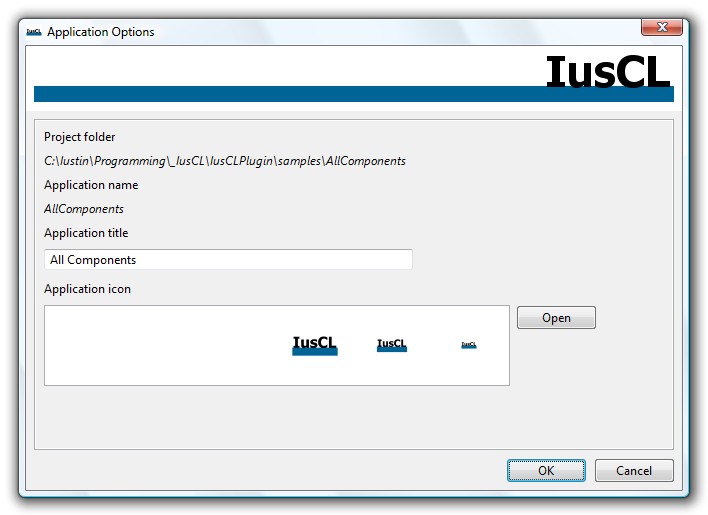 IusCL Application Options
IusCL
Project folder
C:\Iustin\Programming\_IusCL\IusCLPlugin\samples\AllComponents
Application name
AllComponents
Application title
All Components
Application icon
IusCL IusCL IusCL Open
OK Cancel